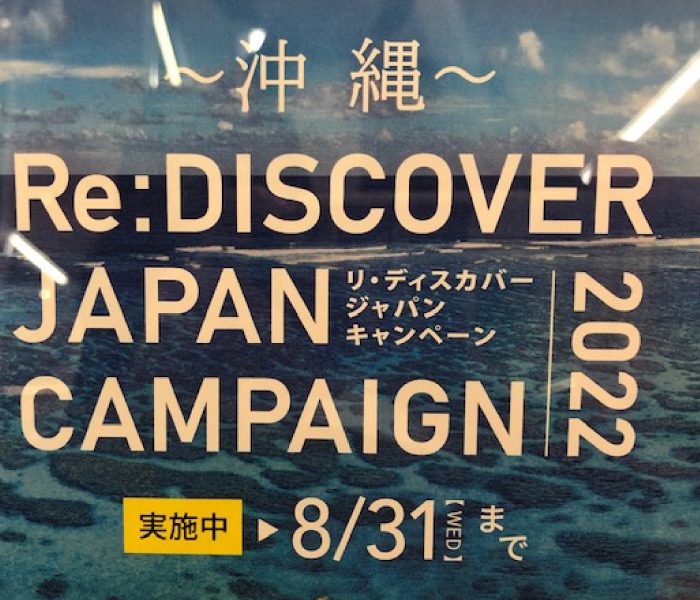 ～沖縄～
Re:DISCOVER
JAPAN
リ・ディスカバー
ジャパン
キャンペーン
CAMPAIGN
2022
実施中 ▶ 8/31【WED】まで